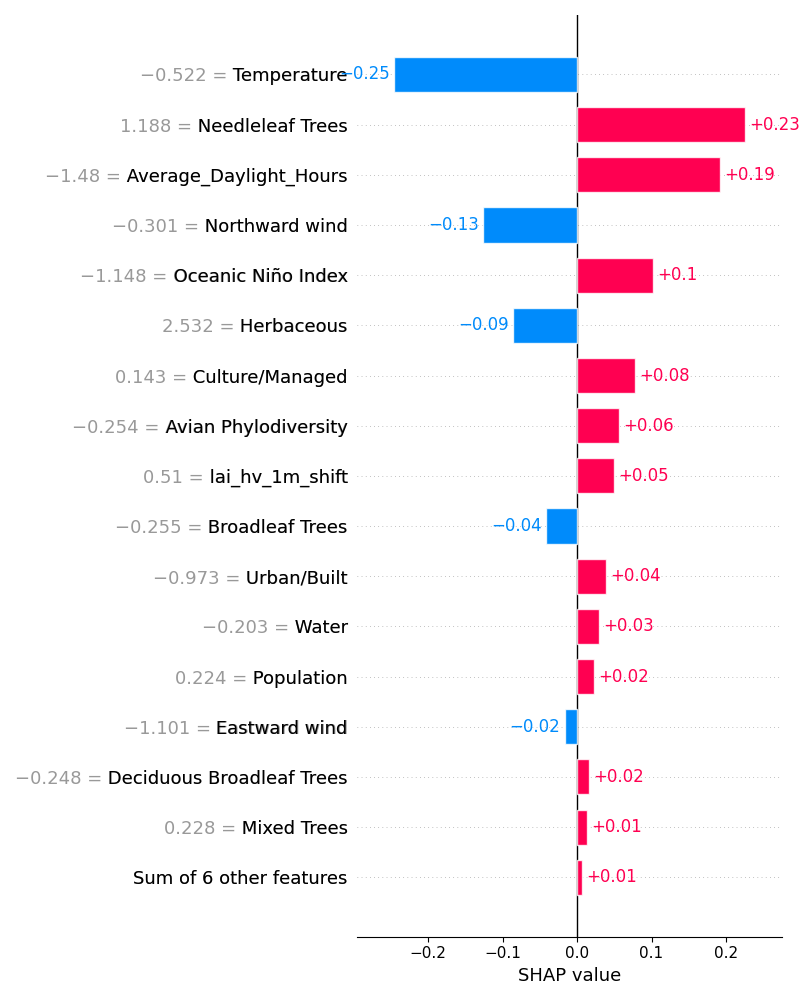 −0.522 = Temperature −0.25
1.188 = Needleleaf Trees +0.23
−1.48 = Average_Daylight_Hours +0.19
−0.301 = Northward wind −0.13
−1.148 = Oceanic Niño Index +0.1
2.532 = Herbaceous −0.09
0.143 = Culture/Managed +0.08
−0.254 = Avian Phylodiversity +0.06
0.51 = lai_hv_1m_shift +0.05
−0.255 = Broadleaf Trees −0.04
−0.973 = Urban/Built +0.04
−0.203 = Water +0.03
0.224 = Population +0.02
−1.101 = Eastward wind −0.02
−0.248 = Deciduous Broadleaf Trees +0.02
0.228 = Mixed Trees +0.01
Sum of 6 other features +0.01
−0.2 −0.1 0.0 0.1 0.2
SHAP value